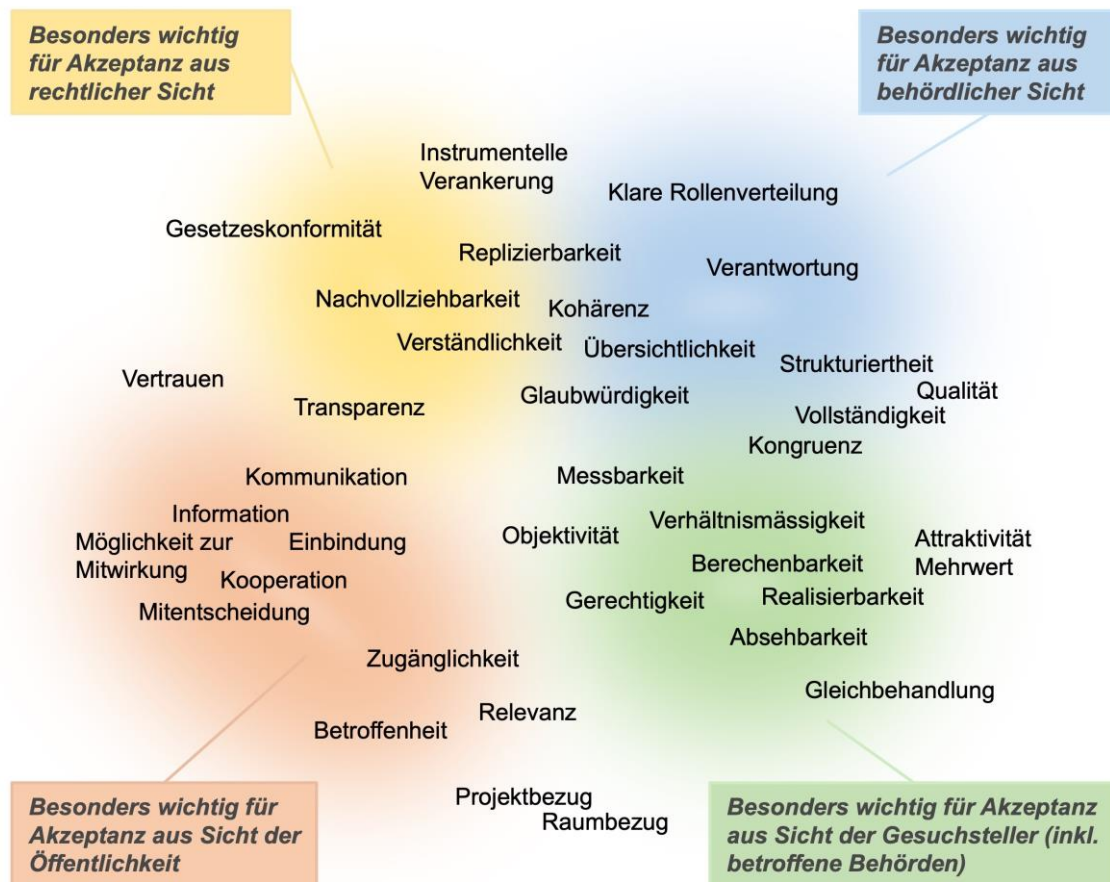 Besonders wichtig
für Akzeptanz aus
rechtlicher Sicht
Besonders wichtig
für Akzeptanz aus
behördlicher Sicht
Instrumentelle
Verankerung
Klare Rollenverteilung
Gesetzeskonformität
Replizierbarkeit
Verantwortung
Nachvollziehbarkeit
Kohärenz
Verständlichkeit
Übersichtlichkeit
Strukturiertheit
Vertrauen
Qualität
Glaubwürdigkeit
Transparenz
Vollständigkeit
Kongruenz
Kommunikation
Messbarkeit
Information
Verhältnismässigkeit
Objektivität
Möglichkeit zur
Mitwirkung
Einbindung
Attraktivität
Mehrwert
Berechenbarkeit
Kooperation
Gerechtigkeit
Realisierbarkeit
Mitentscheidung
Absehbarkeit
Zugänglichkeit
Gleichbehandlung
Relevanz
Betroffenheit
Projektbezug
Raumbezug
Besonders wichtig für
Akzeptanz aus Sicht der
Öffentlichkeit
Besonders wichtig für Akzeptanz
aus Sicht der Gesuchsteller (inkl.
betroffene Behörden)